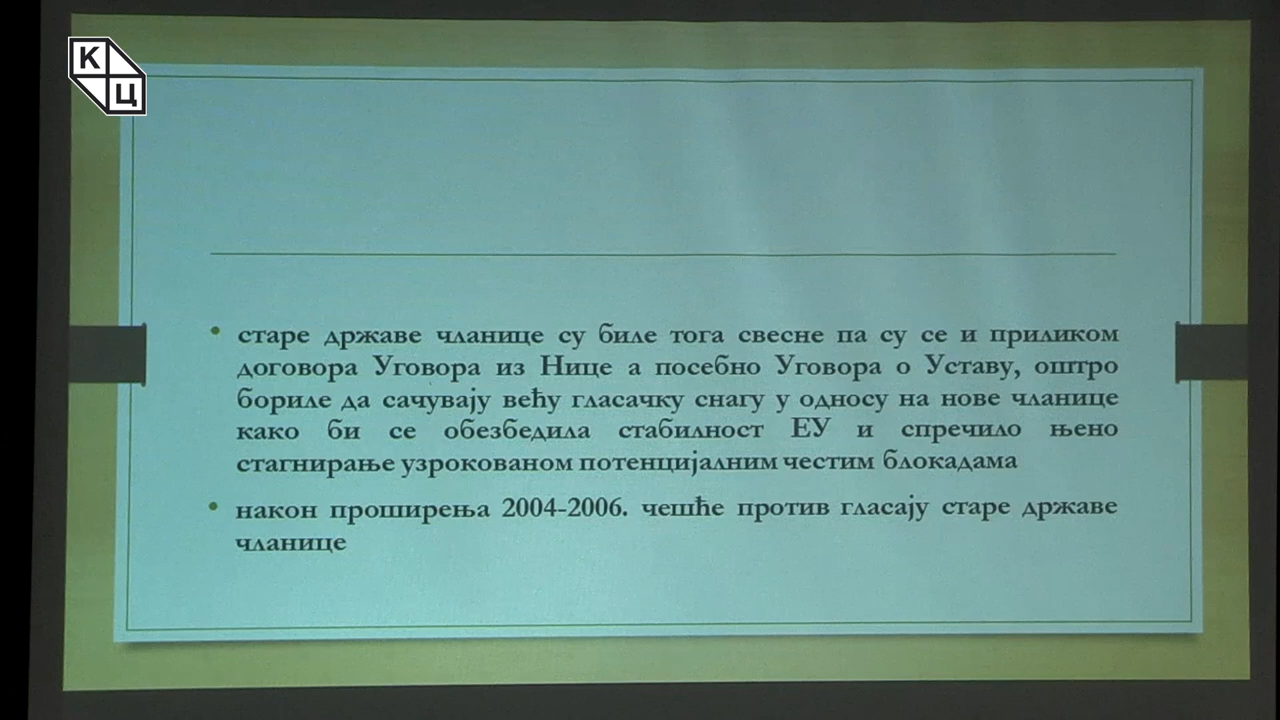 К
Ц
• старе државе чланице су биле тога свесне па су се и приликом
договора Уговора из Нице а посебно Уговора о Уставу, оштро
бориле да сачувају већу гласачку снагу у односу на нове чланице
како би се обезбедила стабилност ЕУ и спречило њено
стагнирање узрокованом потенцијалним честим блокадама
• након проширења 2004-2006. чешће против гласају старе државе
чланице